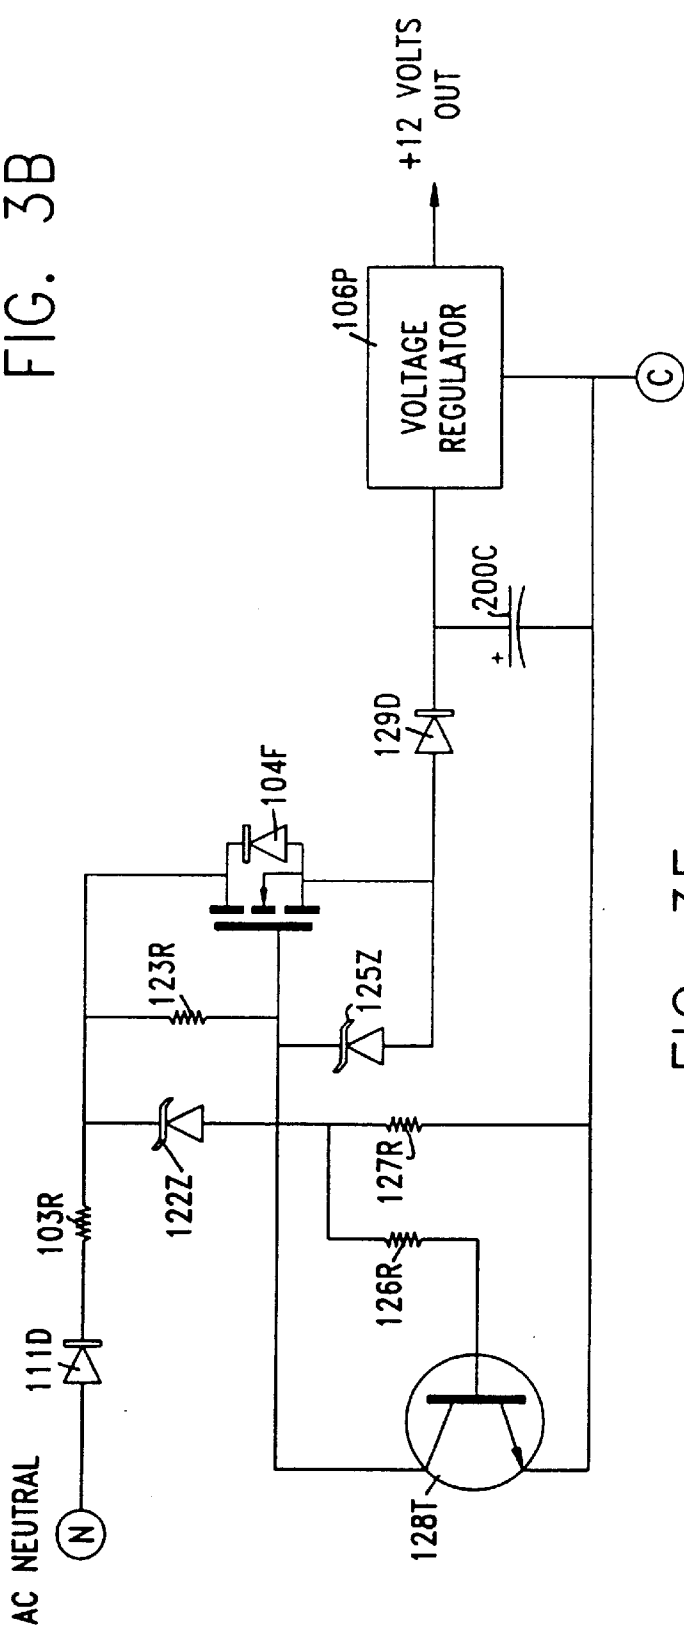 FIG. 3B
AC NEUTRAL
N
111D
103R
122Z
123R
104F
125Z
126R
127R
128T
129D
200C
+
106P
VOLTAGE
REGULATOR
+12 VOLTS
OUT
C